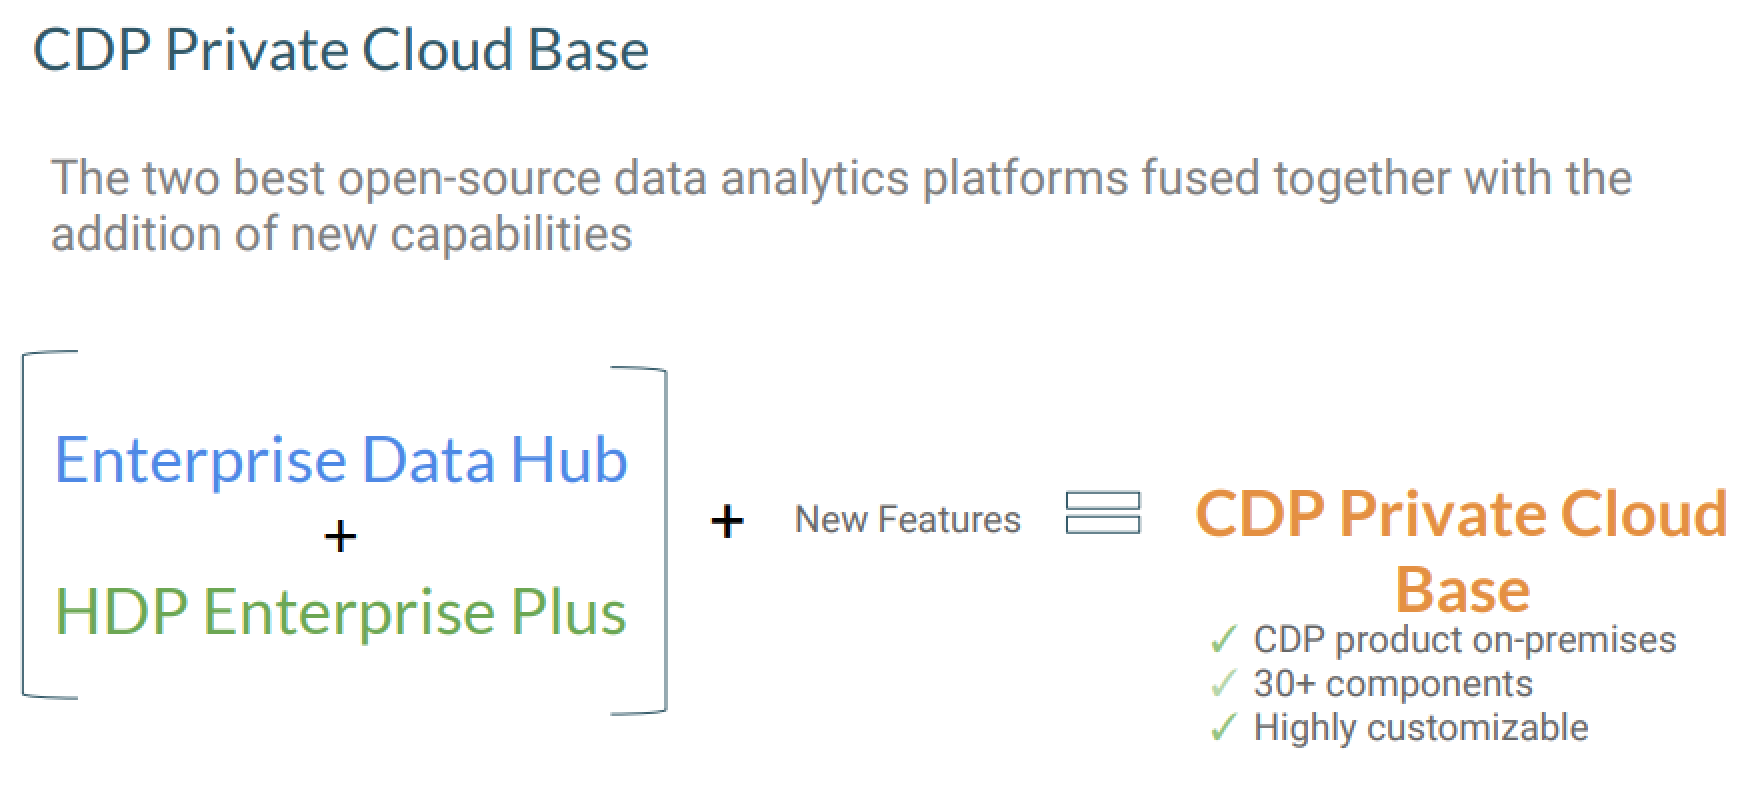 CDP Private Cloud Base
The two best open-source data analytics platforms fused together with the
addition of new capabilities
Enterprise Data Hub
+
HDP Enterprise Plus
+
New Features
=
CDP Private Cloud
Base
✓ CDP product on-premises
✓ 30+ components
✓ Highly customizable